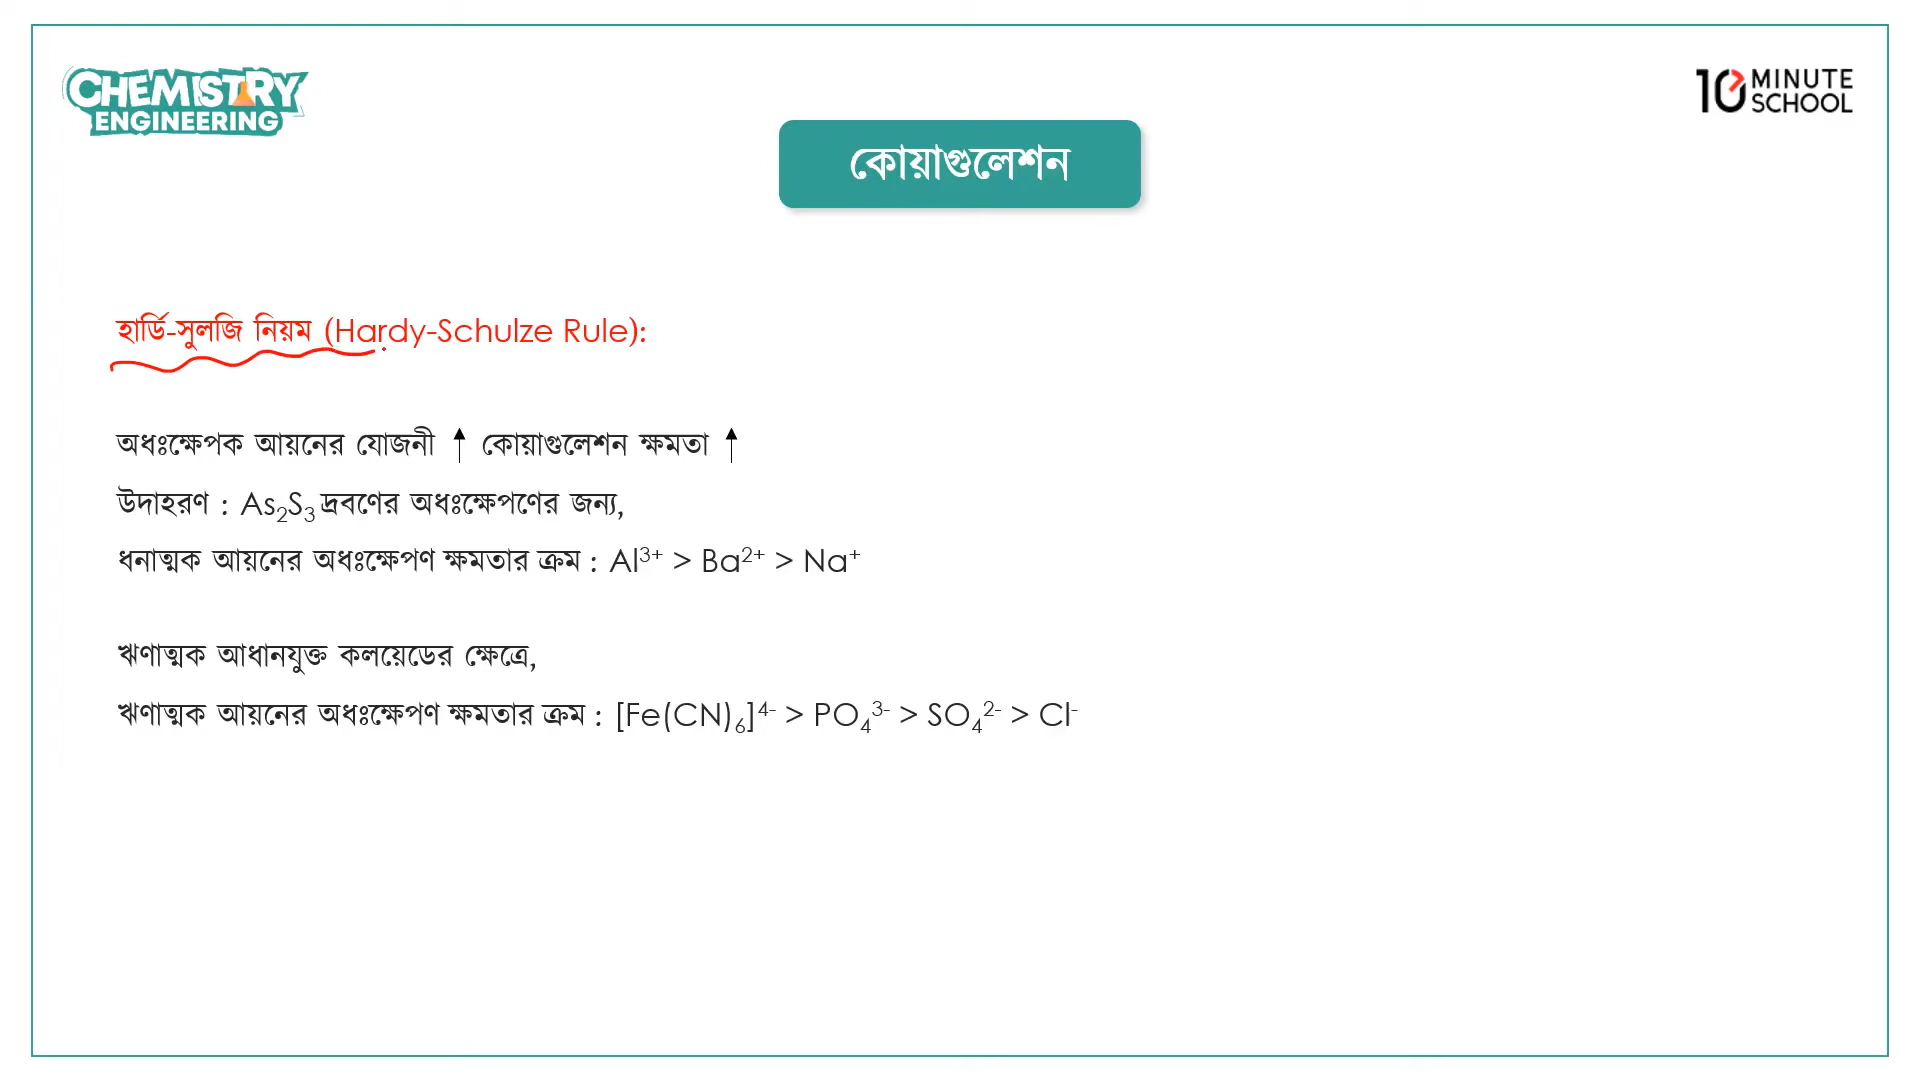 CHEMISTRY
ENGINEERING
10 MINUTE
SCHOOL
কোয়াগুলেশন
হার্ডি-সুলজি নিয়ম (Hardy-Schulze Rule):
অধঃক্ষেপক আয়নের যোজনী ↑ কোয়াগুলেশন ক্ষমতা ↑
উদাহরণ : As₂S₃ দ্রবণের অধঃক্ষেপণের জন্য,
ধনাত্মক আয়নের অধঃক্ষেপণ ক্ষমতার ক্রম : Al³⁺ > Ba²⁺ > Na⁺
ঋণাত্মক আধানযুক্ত কলয়েডের ক্ষেত্রে,
ঋণাত্মক আয়নের অধঃক্ষেপণ ক্ষমতার ক্রম : [Fe(CN)₆]⁴⁻ > PO₄³⁻ > SO₄²⁻ > Cl⁻